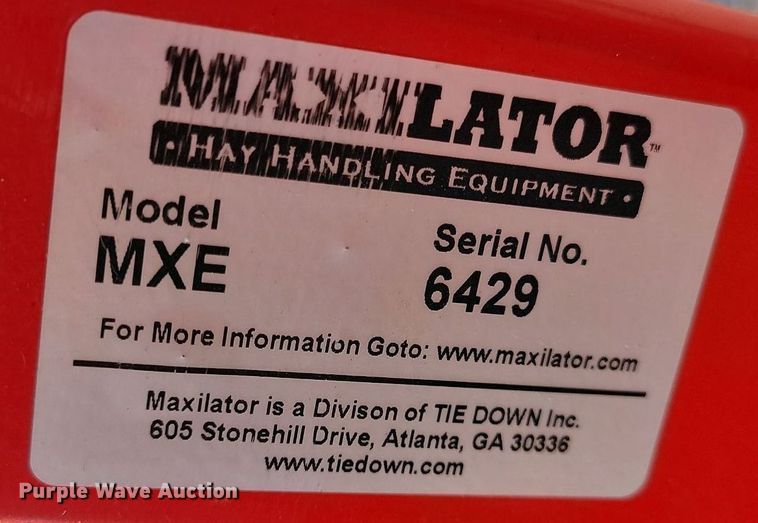 MAXILATOR™
• HAY HANDLING EQUIPMENT •
Model
MXE
Serial No.
6429
For More Information Goto: www.maxilator.com
Maxilator is a Divison of TIE DOWN Inc.
605 Stonehill Drive, Atlanta, GA 30336
www.tiedown.com
Purple Wave Auction